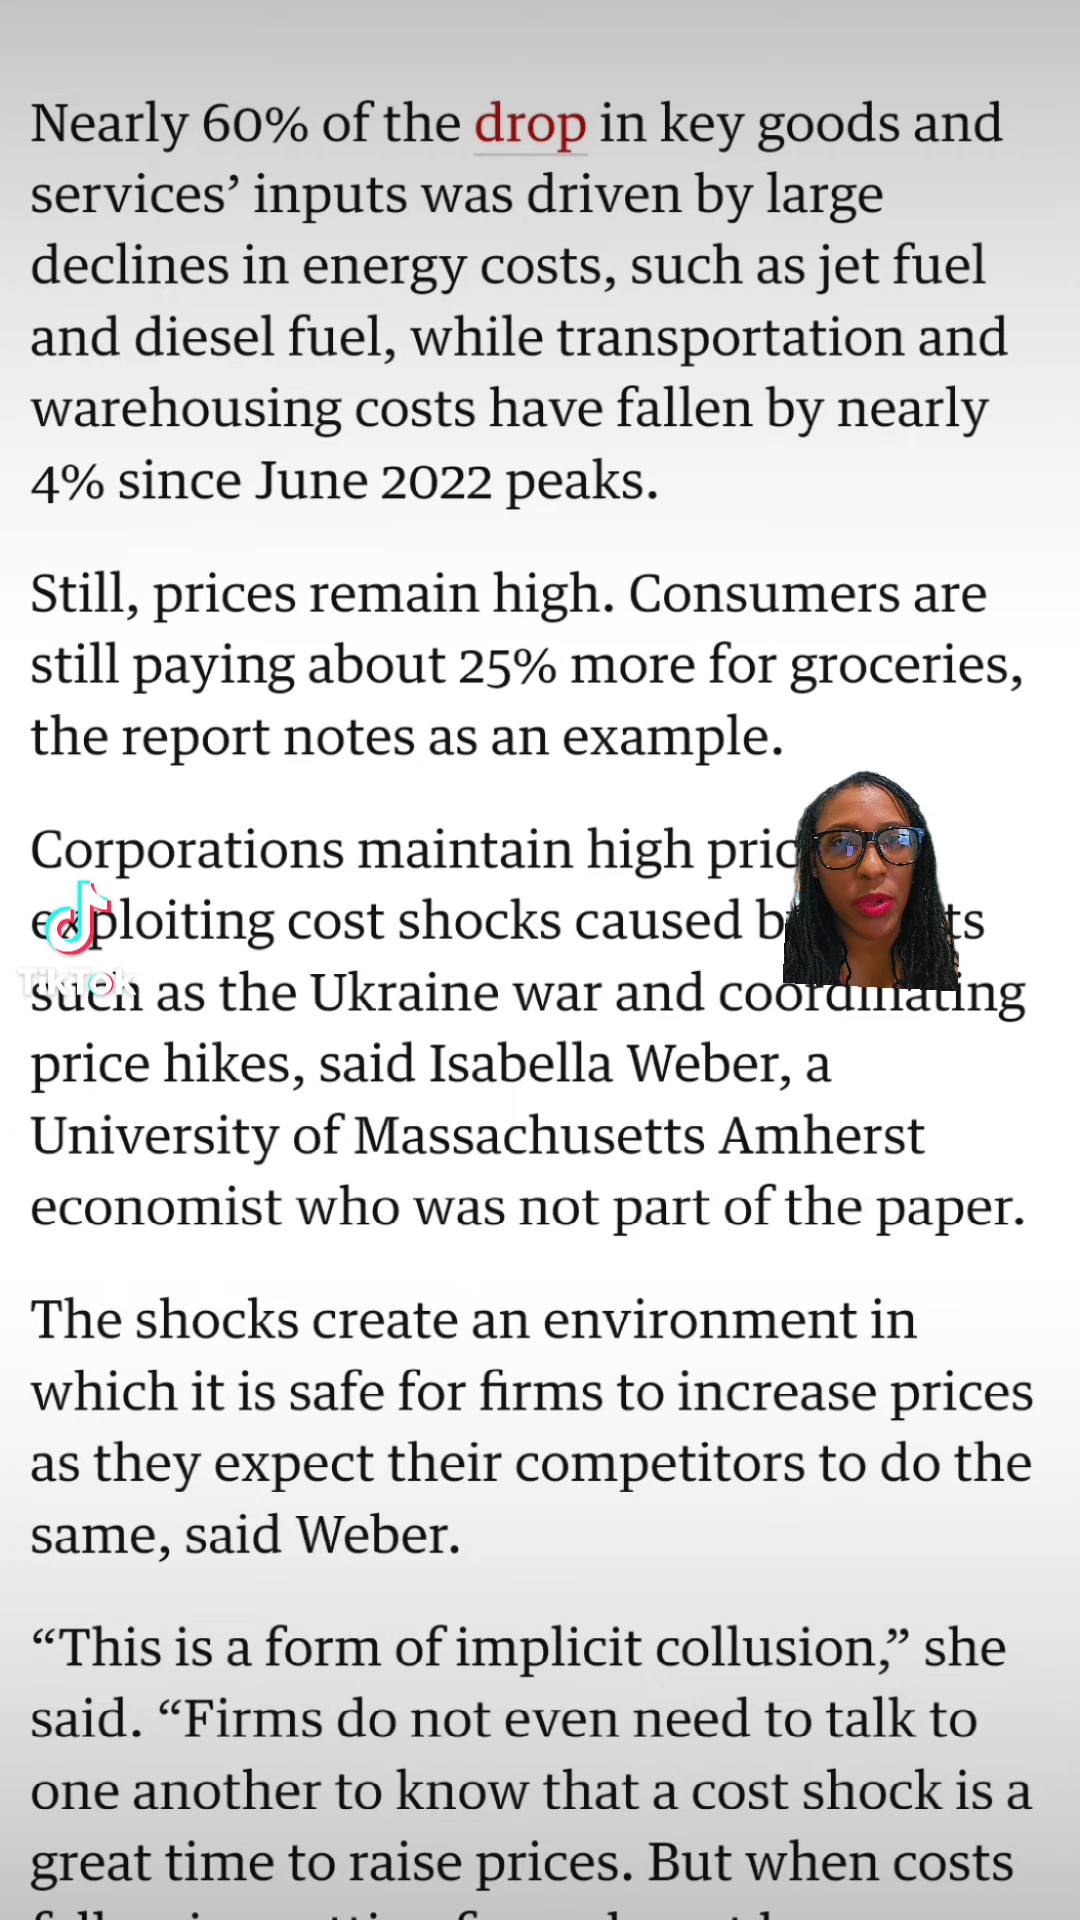 Nearly 60% of the drop in key goods and
services’ inputs was driven by large
declines in energy costs, such as jet fuel
and diesel fuel, while transportation and
warehousing costs have fallen by nearly
4% since June 2022 peaks.
Still, prices remain high. Consumers are
still paying about 25% more for groceries,
the report notes as an example.
Corporations maintain high
exploiting cost shocks caused
such as the Ukraine war and coordinating
price hikes, said Isabella Weber, a
University of Massachusetts Amherst
economist who was not part of the paper.
The shocks create an environment in
which it is safe for firms to increase prices
as they expect their competitors to do the
same, said Weber.
“This is a form of implicit collusion,” she
said. “Firms do not even need to talk to
one another to know that a cost shock is a
great time to raise prices. But when costs
TikTok